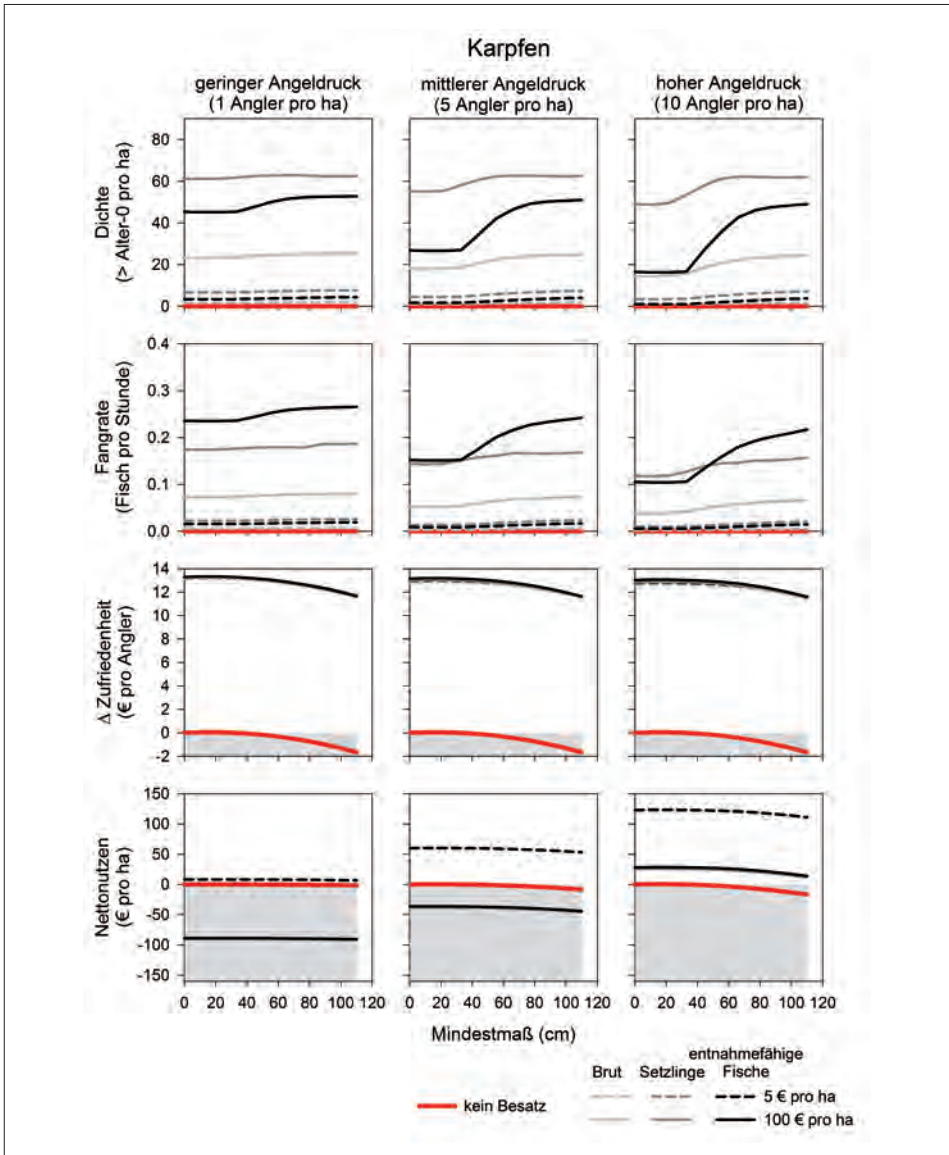 Karpfen
geringer Angeldruck
(1 Angler pro ha)
mittlerer Angeldruck
(5 Angler pro ha)
hoher Angeldruck
(10 Angler pro ha)
Dichte
(> Alter-0 pro ha)
80
60
40
20
0
Fangrate
(Fisch pro Stunde)
0.4
0.3
0.2
0.1
0.0
Δ Zufriedenheit
(€ pro Angler)
14
12
10
8
6
4
2
0
-2
Nettonutzen
(€ pro ha)
150
100
50
0
-50
-100
-150
0 20 40 60 80 100 120
0 20 40 60 80 100 120
0 20 40 60 80 100 120
Mindestmaß (cm)
kein Besatz
Brut
Setzlinge
entnahmefähige
Fische
5 € pro ha
100 € pro ha